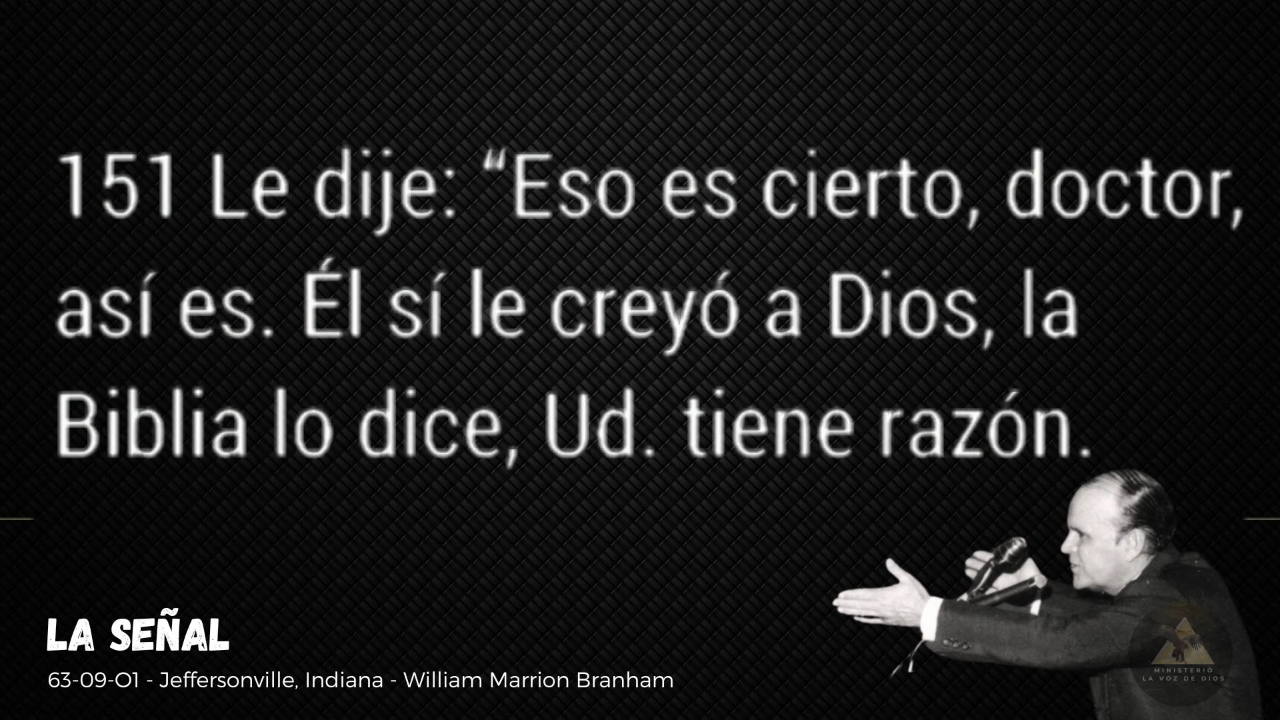 151 Le dije: “Eso es cierto, doctor,
así es. Él sí le creyó a Dios, la
Biblia lo dice, Ud. tiene razón.
LA SEÑAL
63-09-O1 - Jeffersonville, Indiana - William Marrion Branham
MINISTERIO
LA VOZ DE DIOS